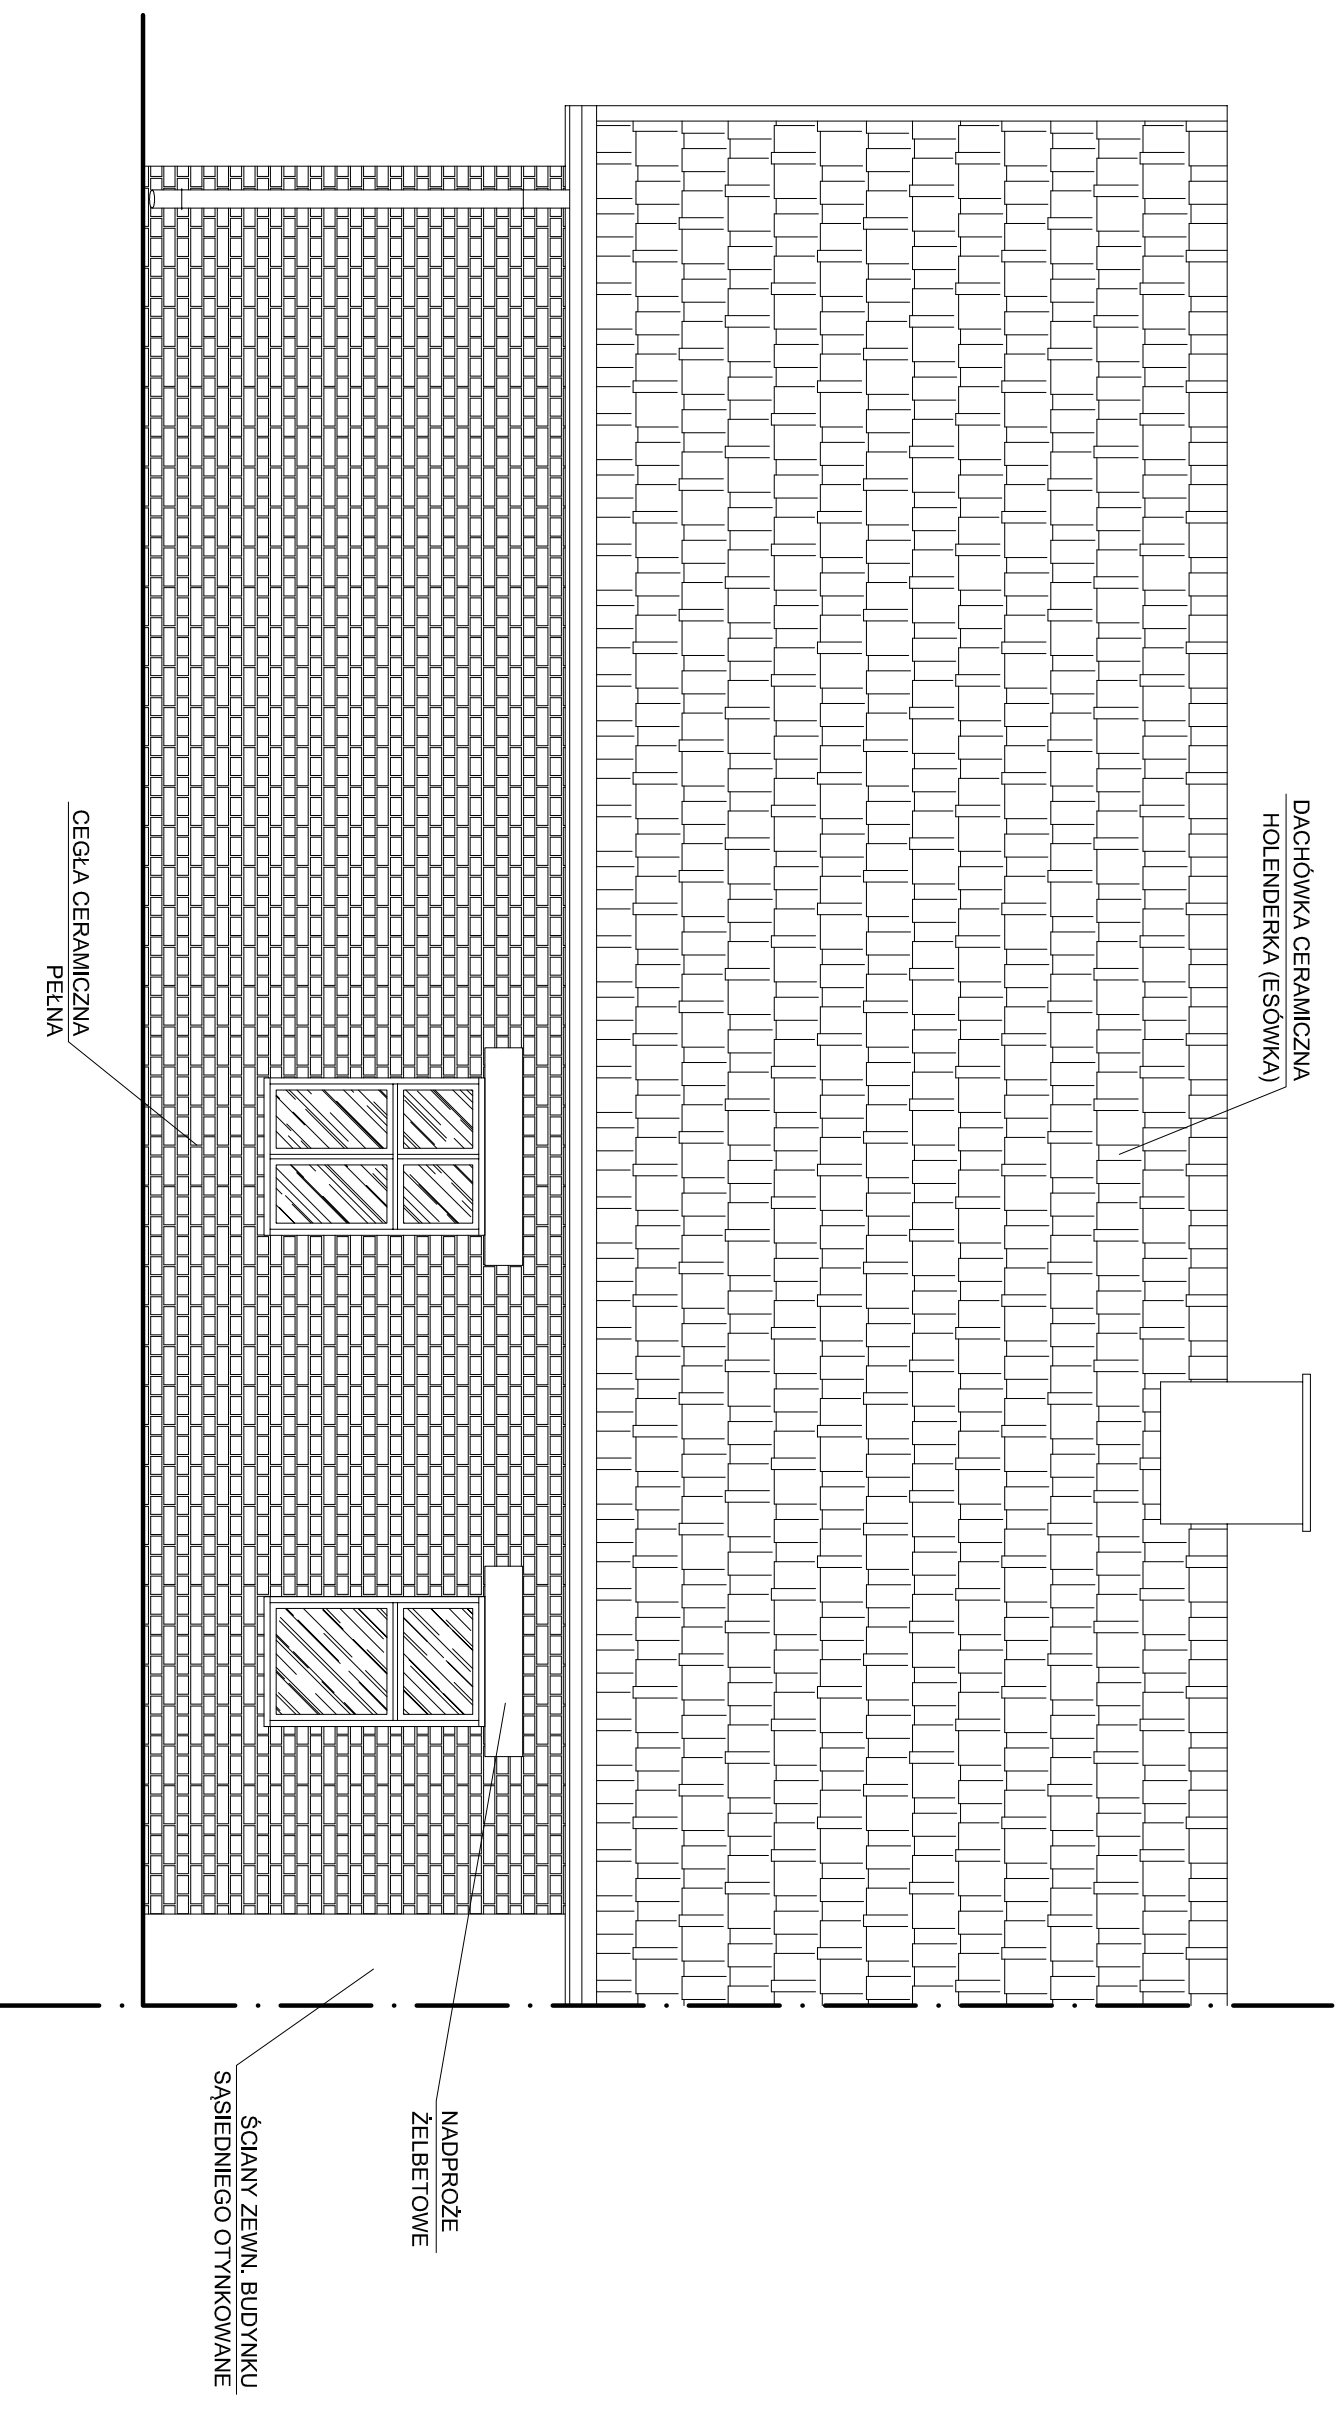 DACHÓWKA CERAMICZNA
HOLENDERKA (ESÓWKA)
CEGŁA CERAMICZNA
PEŁNA
NADPROŻE
ŻELBETOWE
ŚCIANY ZEWN. BUDYNKU
SĄSIEDNIEGO OTYNKOWANE